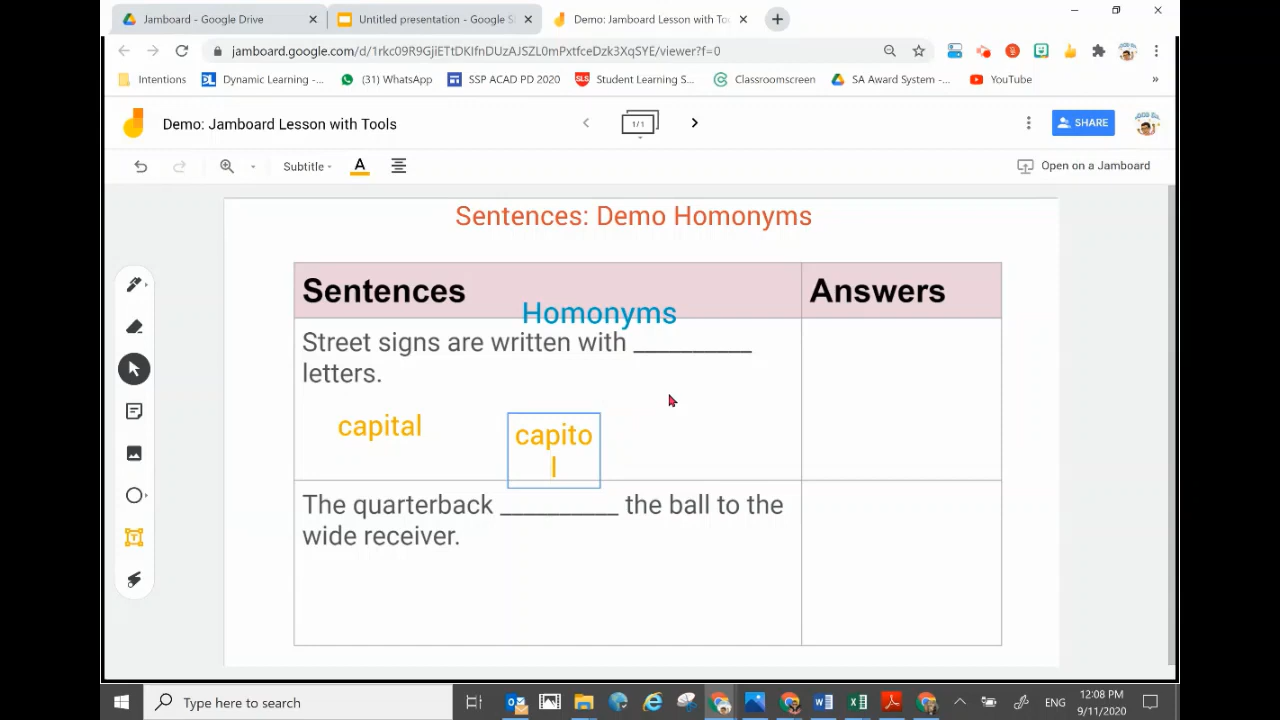 Jamboard - Google Drive
Untitled presentation - Google S
Demo: Jamboard Lesson with Too
jamboard.google.com/d/1rkc09R9GjiETtDKIfnDUzAJSZL0mPxtfceDzk3XqSYE/viewer?f=0
Intentions
Dynamic Learning -...
(31) WhatsApp
SSP ACAD PD 2020
SLS
Student Learning S...
Classroomscreen
SA Award System -...
YouTube
»
Demo: Jamboard Lesson with Tools
1/1
SHARE
Subtitle
A
Open on a Jamboard
Sentences: Demo Homonyms
Sentences
Answers
Homonyms
Street signs are written with __________
letters.
capital
capito
l
The quarterback __________ the ball to the
wide receiver.
Type here to search
ENG
12:08 PM
9/11/2020